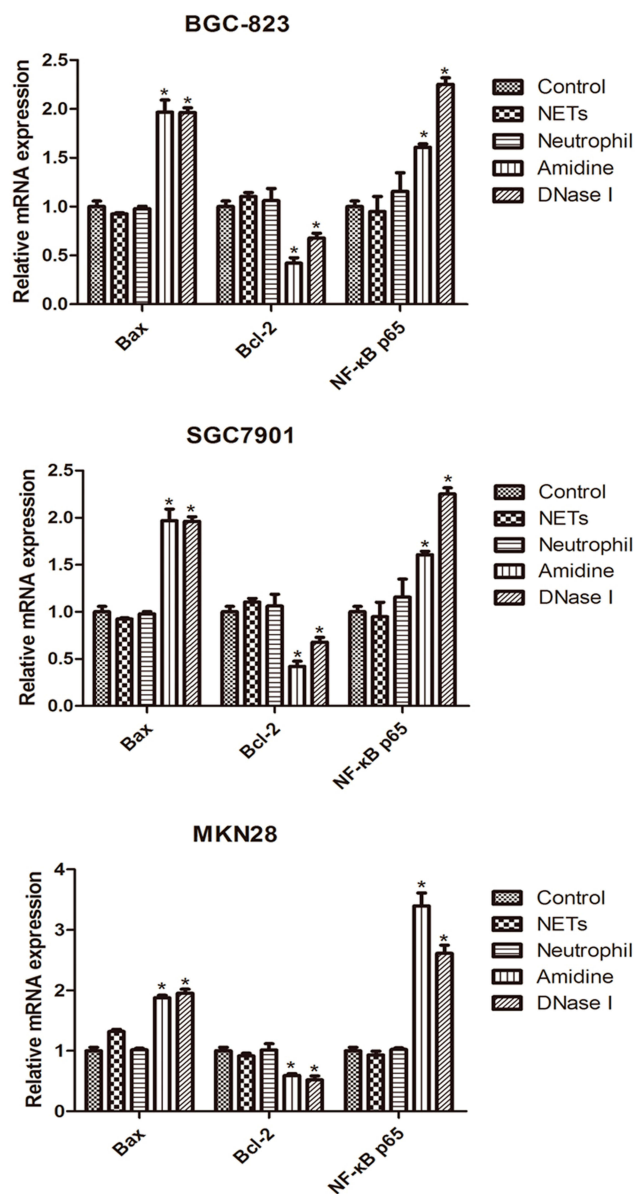 BGC-823
Relative mRNA expression
2.5
2.0
1.5
1.0
0.5
0.0
* *
* *
* *
Bax
Bcl-2
NF-κB p65
Control
NETs
Neutrophil
Amidine
DNase I
SGC7901
Relative mRNA expression
2.5
2.0
1.5
1.0
0.5
0.0
* *
* *
* *
Bax
Bcl-2
NF-κB p65
Control
NETs
Neutrophil
Amidine
DNase I
MKN28
Relative mRNA expression
4
3
2
1
0
* *
* *
* *
Bax
Bcl-2
NF-κB p65
Control
NETs
Neutrophil
Amidine
DNase I